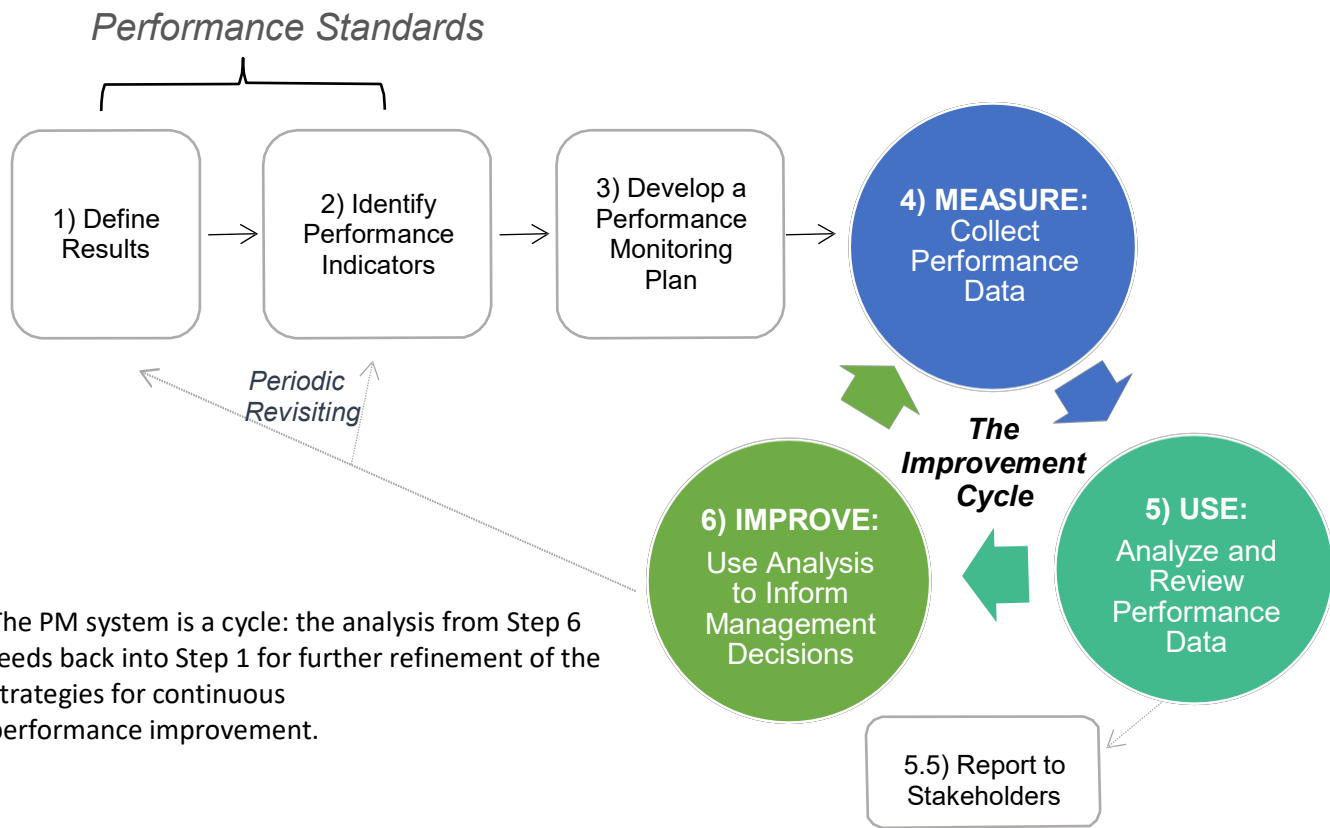 Performance Standards
1) Define
Results
2) Identify
Performance
Indicators
3) Develop a
Performance
Monitoring
Plan
4) MEASURE:
Collect
Performance
Data
Periodic
Revisiting
The
Improvement
Cycle
5) USE:
Analyze and
Review
Performance
Data
6) IMPROVE:
Use Analysis
to Inform
Management
Decisions
The PM system is a cycle: the analysis from Step 6
eeds back into Step 1 for further refinement of the
trategies for continuous
performance improvement.
5.5) Report to
Stakeholders